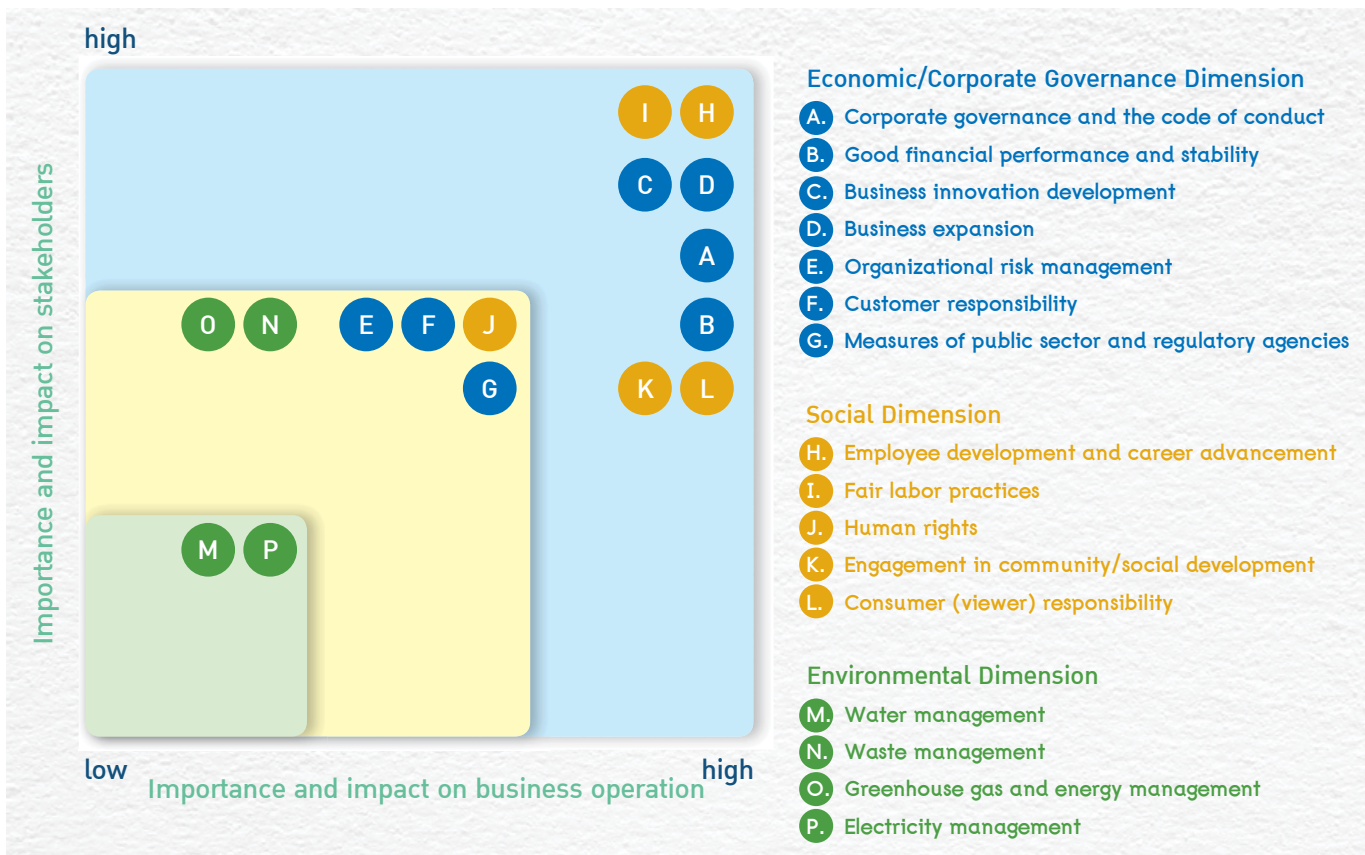 high
I H
C D
A
O N E F J B
G K L
M P
low
high
Importance and impact on business operation
Importance and impact on stakeholders
Economic/Corporate Governance Dimension
A. Corporate governance and the code of conduct
B. Good financial performance and stability
C. Business innovation development
D. Business expansion
E. Organizational risk management
F. Customer responsibility
G. Measures of public sector and regulatory agencies
Social Dimension
H. Employee development and career advancement
I. Fair labor practices
J. Human rights
K. Engagement in community/social development
L. Consumer (viewer) responsibility
Environmental Dimension
M. Water management
N. Waste management
O. Greenhouse gas and energy management
P. Electricity management